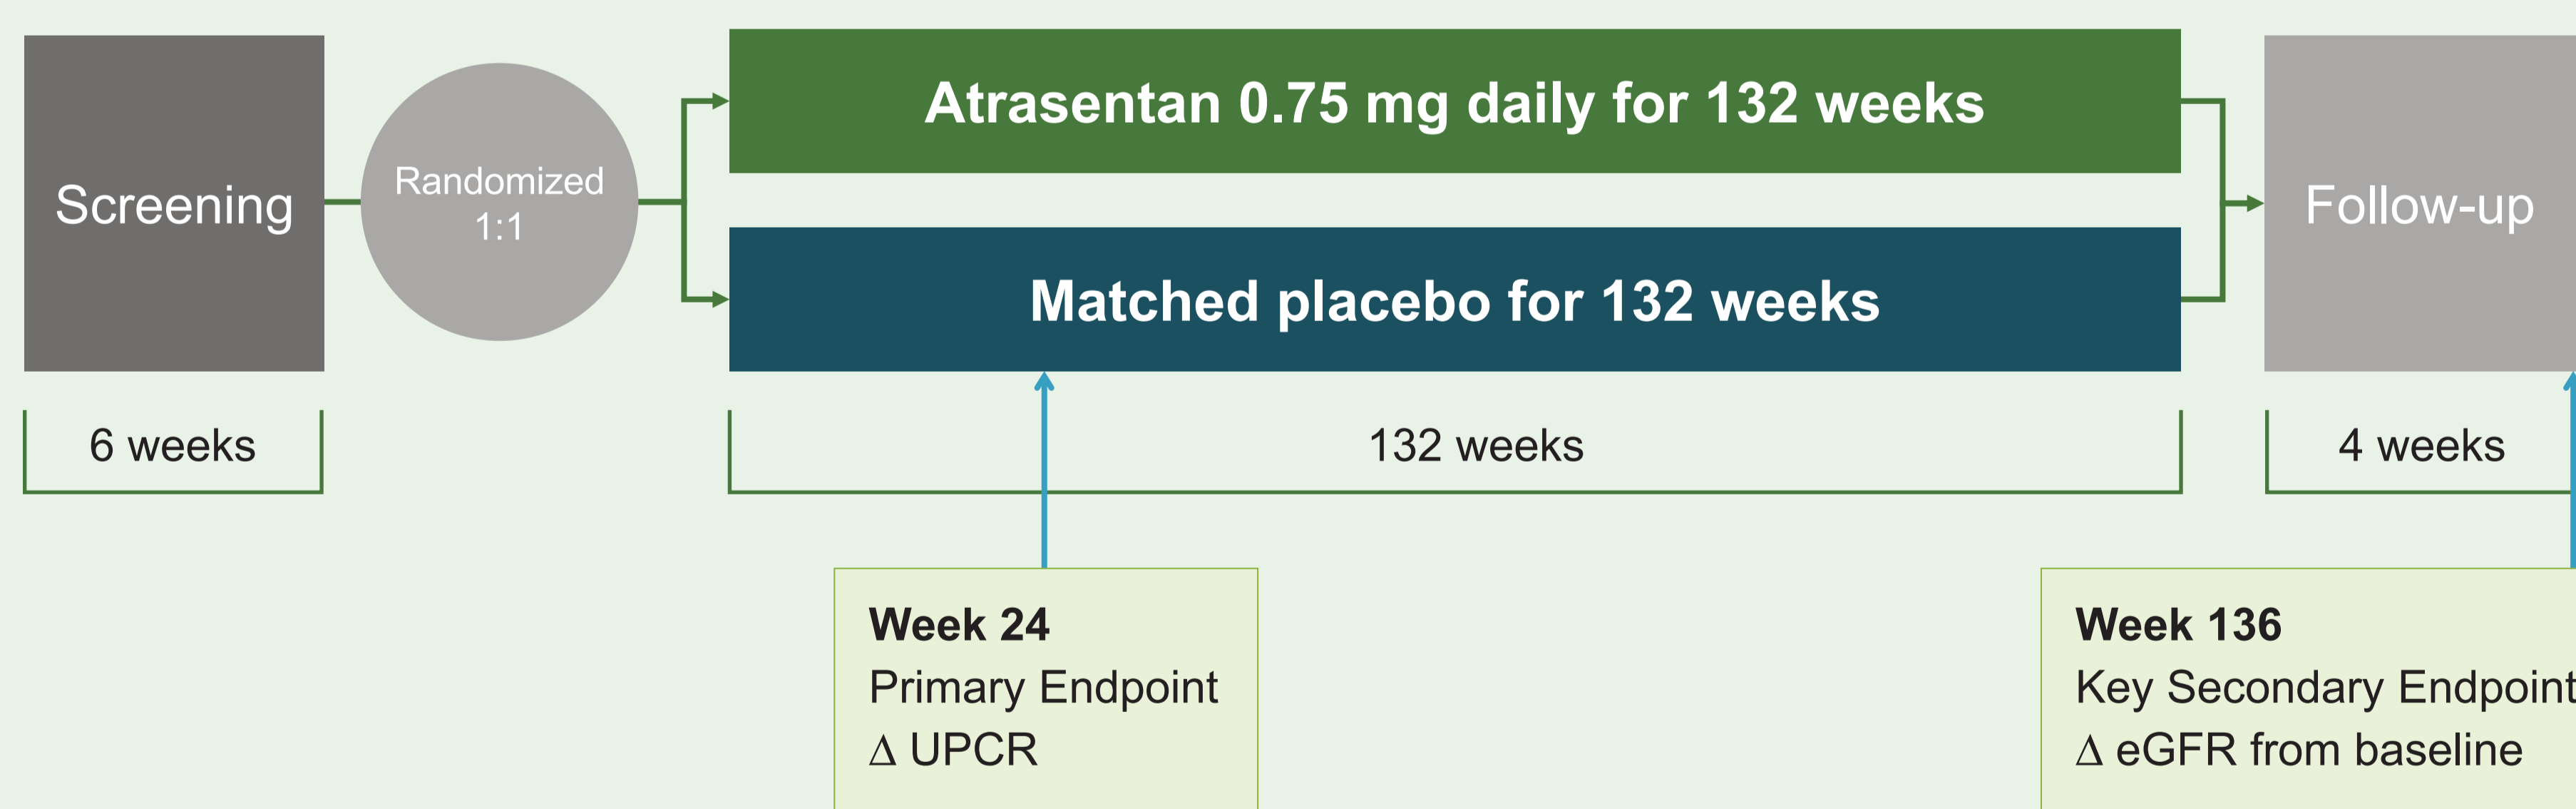 Screening
Randomized
1:1
Atrasentan 0.75 mg daily for 132 weeks
Matched placebo for 132 weeks
Follow-up
6 weeks
132 weeks
4 weeks
Week 24
Primary Endpoint
Δ UPCR
Week 136
Key Secondary Endpoint
Δ eGFR from baseline